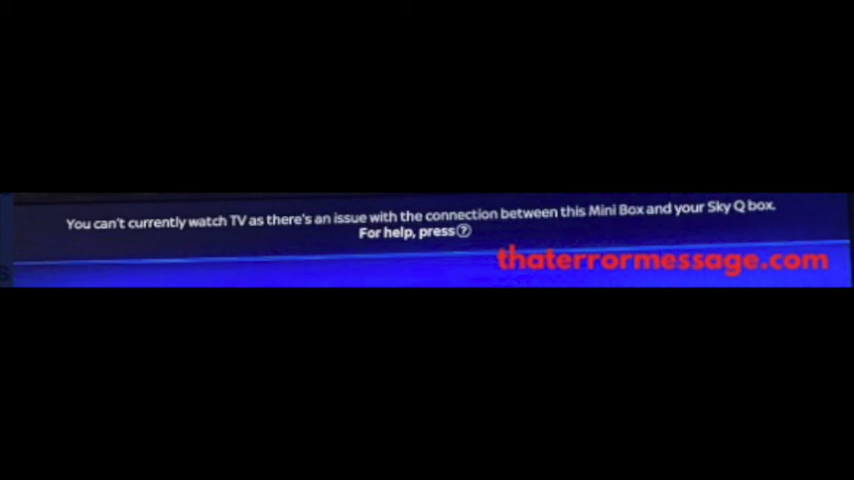 You can't currently watch TV as there's an issue with the connection between this Mini Box and your Sky Q box.
For help, press ?
thaterrormessage.com